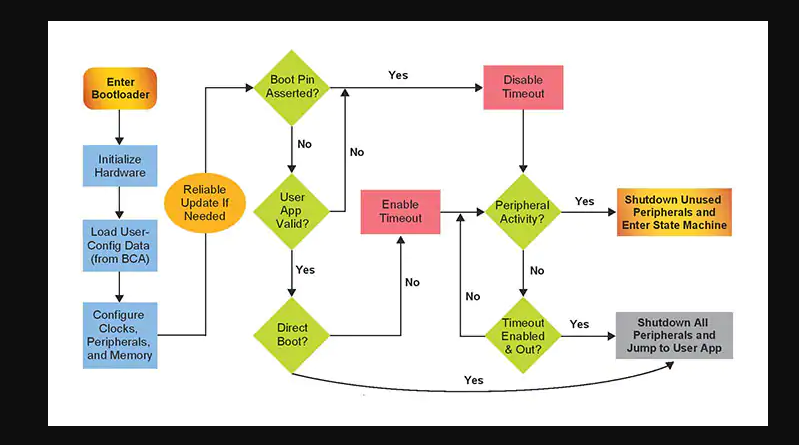 Enter
Bootloader
Initialize
Hardware
Load User-
Config Data
(from BCA)
Configure
Clocks,
Peripherals,
and Memory
Reliable
Update If
Needed
Boot Pin
Asserted?
Yes
No
No
User
App
Valid?
Yes
Direct
Boot?
No
Yes
Enable
Timeout
Disable
Timeout
Peripheral
Activity?
Yes
No
No
Timeout
Enabled
& Out?
Yes
Shutdown Unused
Peripherals and
Enter State Machine
Shutdown All
Peripherals and
Jump to User App